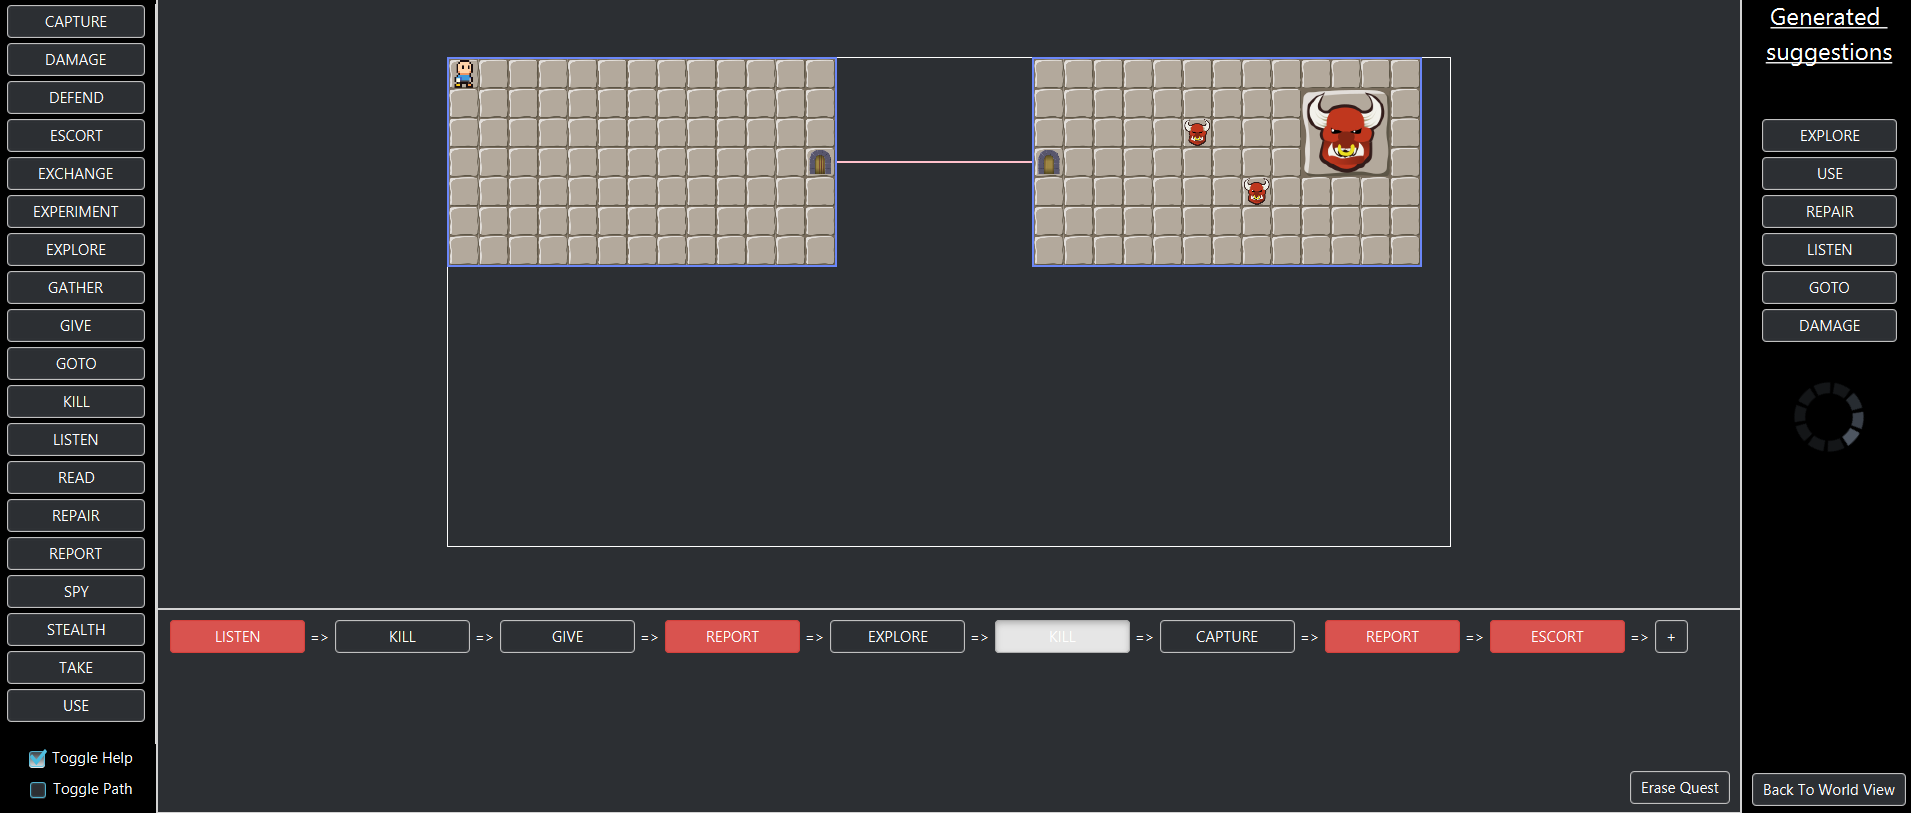 CAPTURE
DAMAGE
DEFEND
ESCORT
EXCHANGE
EXPERIMENT
EXPLORE
GATHER
GIVE
GOTO
KILL
LISTEN
READ
REPAIR
REPORT
SPY
STEALTH
TAKE
USE
Toggle Help
Toggle Path
LISTEN => KILL => GIVE => REPORT => EXPLORE => KILL => CAPTURE => REPORT => ESCORT => +
Erase Quest
Generated
suggestions
EXPLORE
USE
REPAIR
LISTEN
GOTO
DAMAGE
Back To World View